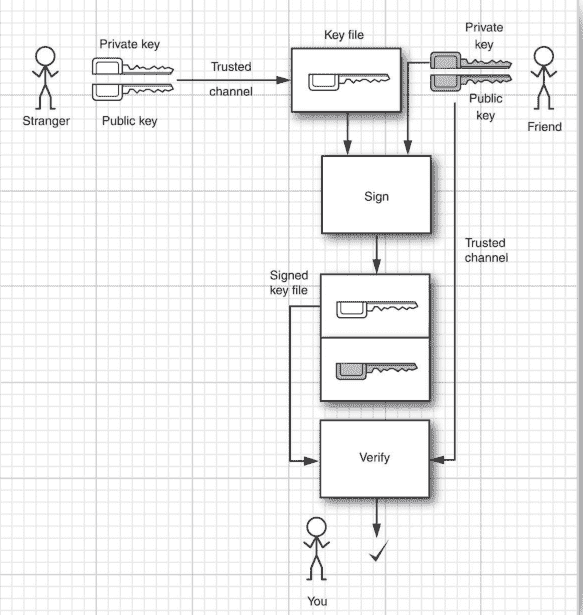 Private key
Trusted
channel
Public key
Stranger
Key file
Private
key
Public
key
Friend
Sign
Trusted
channel
Signed
key file
Verify
You